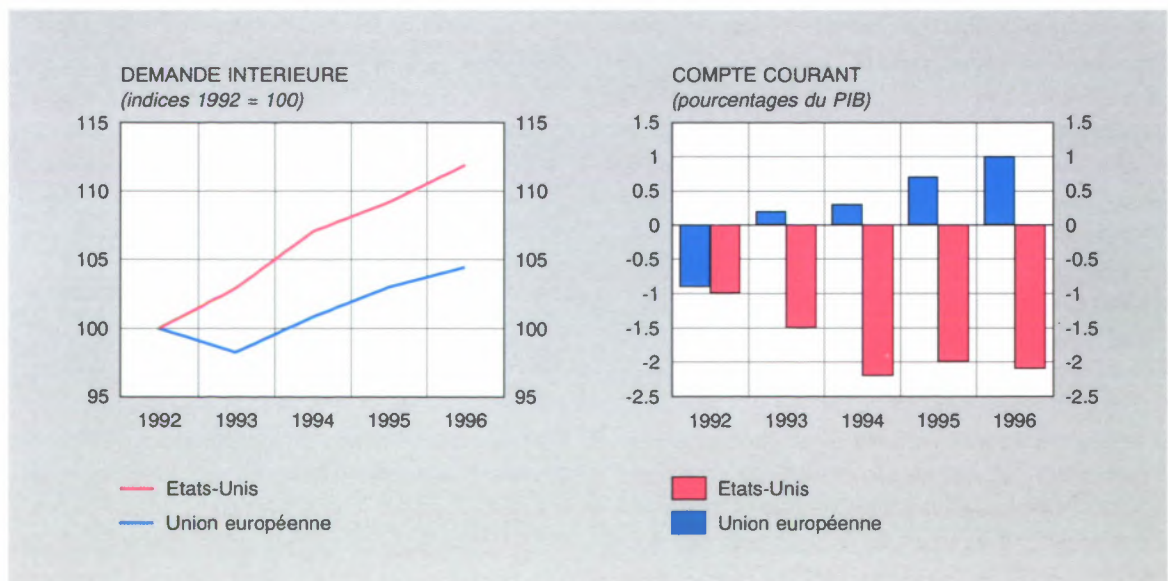 DEMANDE INTERIEURE
(indices 1992 = 100)
115 115
110 110
105 105
100 100
95 95
1992 1993 1994 1995 1996
Etats-Unis
Union européenne
COMPTE COURANT
(pourcentages du PIB)
1.5 1.5
1 1
0.5 0.5
0 0
-0.5 -0.5
-1 -1
-1.5 -1.5
-2 -2
-2.5 -2.5
1992 1993 1994 1995 1996
Etats-Unis
Union européenne